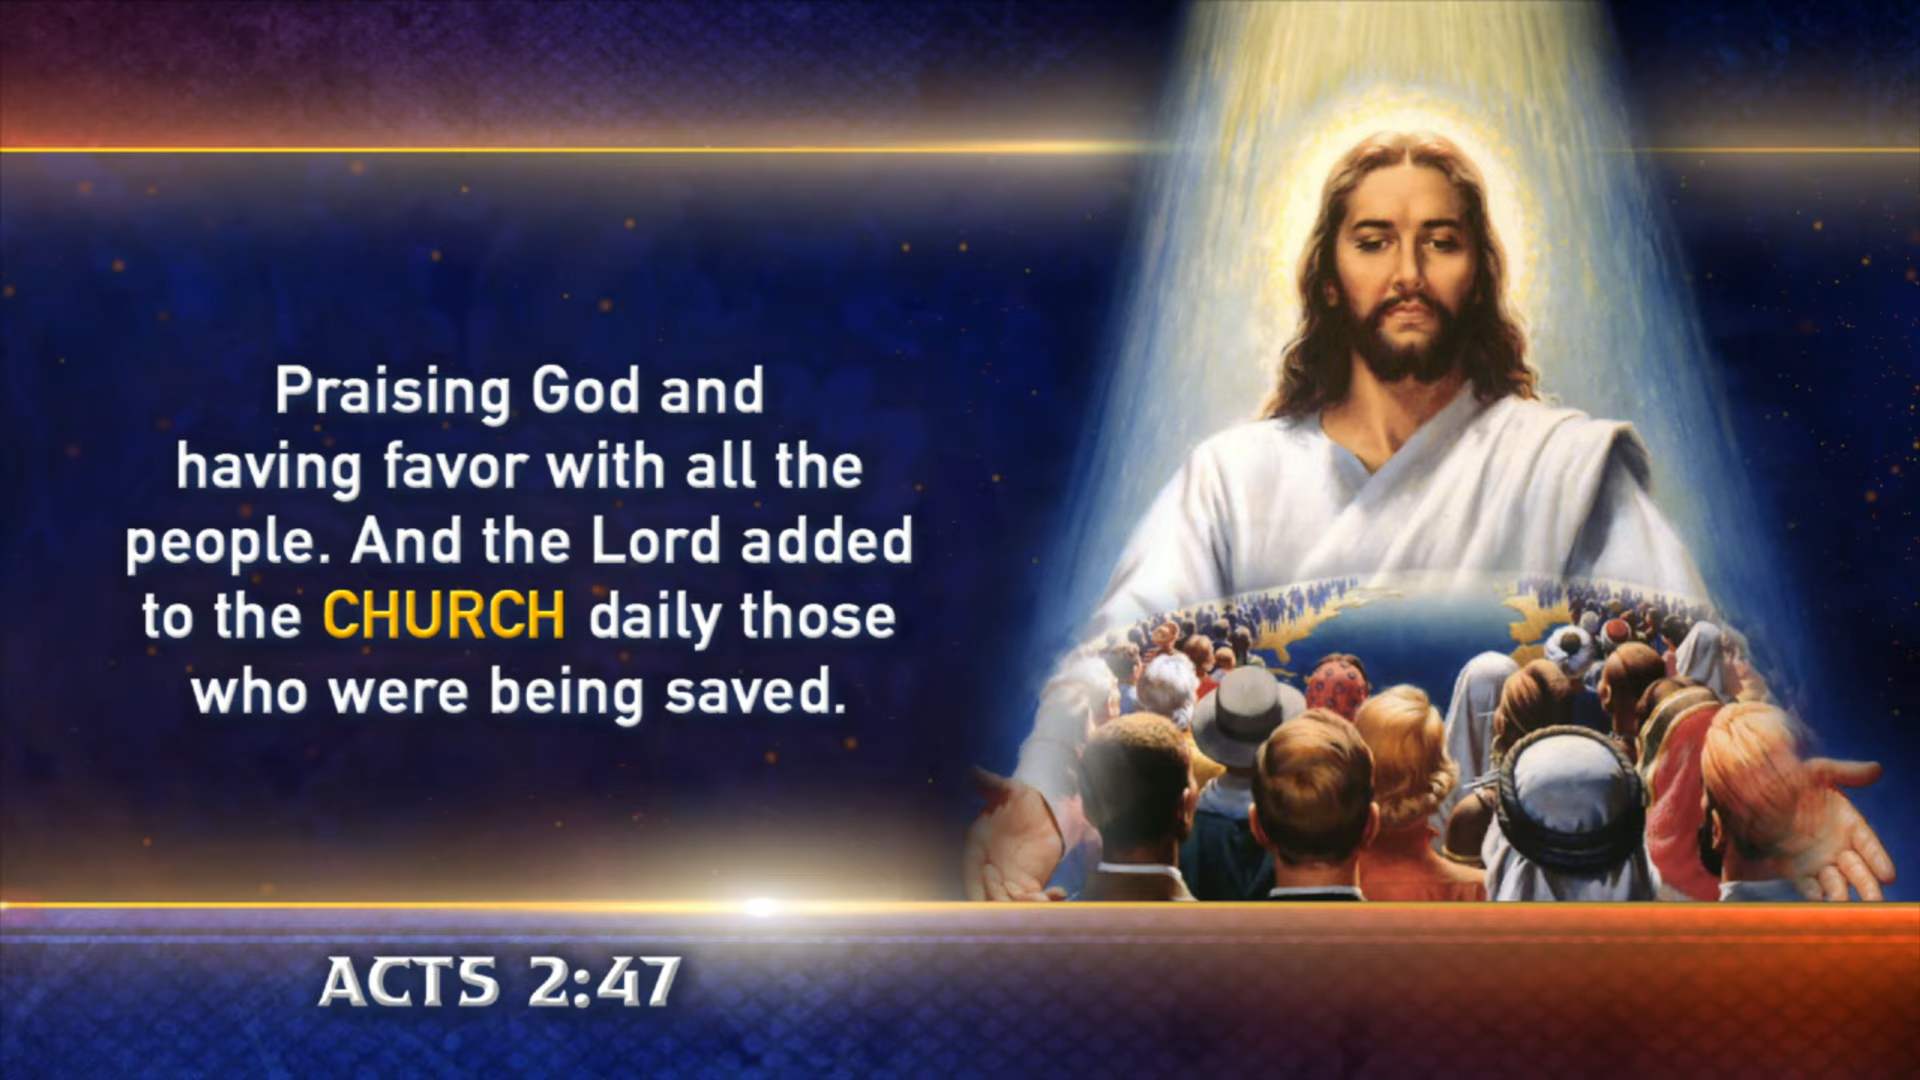 Praising God and
having favor with all the
people. And the Lord added
to the CHURCH daily those
who were being saved.
ACTS 2:47